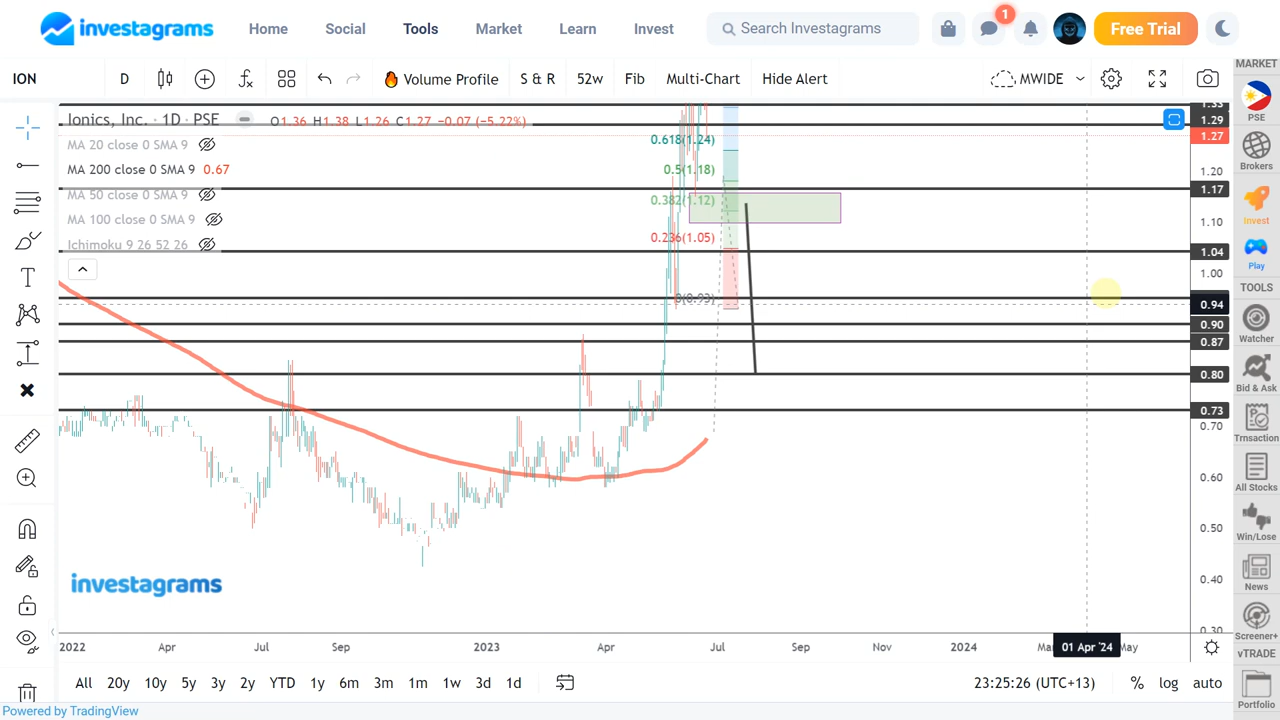 investagrams Home Social Tools Market Learn Invest Search Investagrams 1 Free Trial
ION D Volume Profile S & R 52w Fib Multi-Chart Hide Alert MWIDE
MARKET
PSE
Brokers
Invest
Play
TOOLS
Watcher
Bid & Ask
Trnsaction
All Stocks
Win/Lose
News
Screener+
vTRADE
Portfolio
Ionics, Inc. · 1D · PSE O1.36 H1.38 L1.26 C1.27 −0.07 (−5.22%)
MA 20 close 0 SMA 9
MA 200 close 0 SMA 9 0.67
MA 50 close 0 SMA 9
MA 100 close 0 SMA 9
Ichimoku 9 26 52 26
0.618(1.24)
0.5(1.18)
0.382(1.12)
0.236(1.05)
0(0.93)
1.33
1.29
1.27
1.20
1.17
1.10
1.04
1.00
0.94
0.90
0.87
0.80
0.73
0.70
0.60
0.50
0.40
0.30
investagrams
2022 Apr Jul Sep 2023 Apr Jul Sep Nov 2024 01 Apr '24 May
All 20y 10y 5y 3y 2y YTD 1y 6m 3m 1m 1w 3d 1d 23:25:26 (UTC+13) % log auto
Powered by TradingView